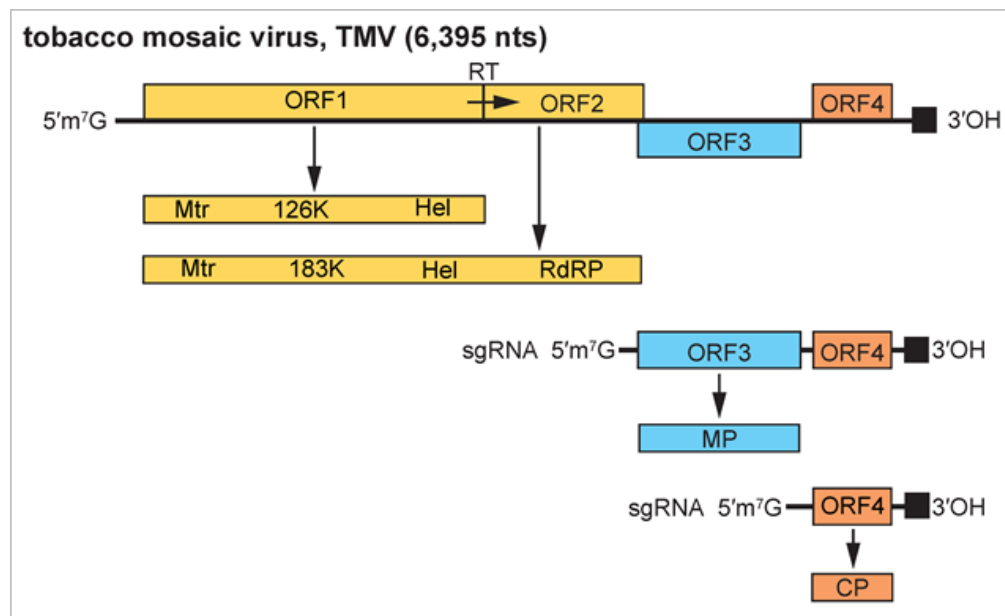 tobacco mosaic virus, TMV (6,395 nts)
RT
ORF1 ORF2 ORF4
5′m⁷G 3′OH
ORF3
Mtr 126K Hel
Mtr 183K Hel RdRP
sgRNA 5′m⁷G ORF3 ORF4 3′OH
MP
sgRNA 5′m⁷G ORF4 3′OH
CP